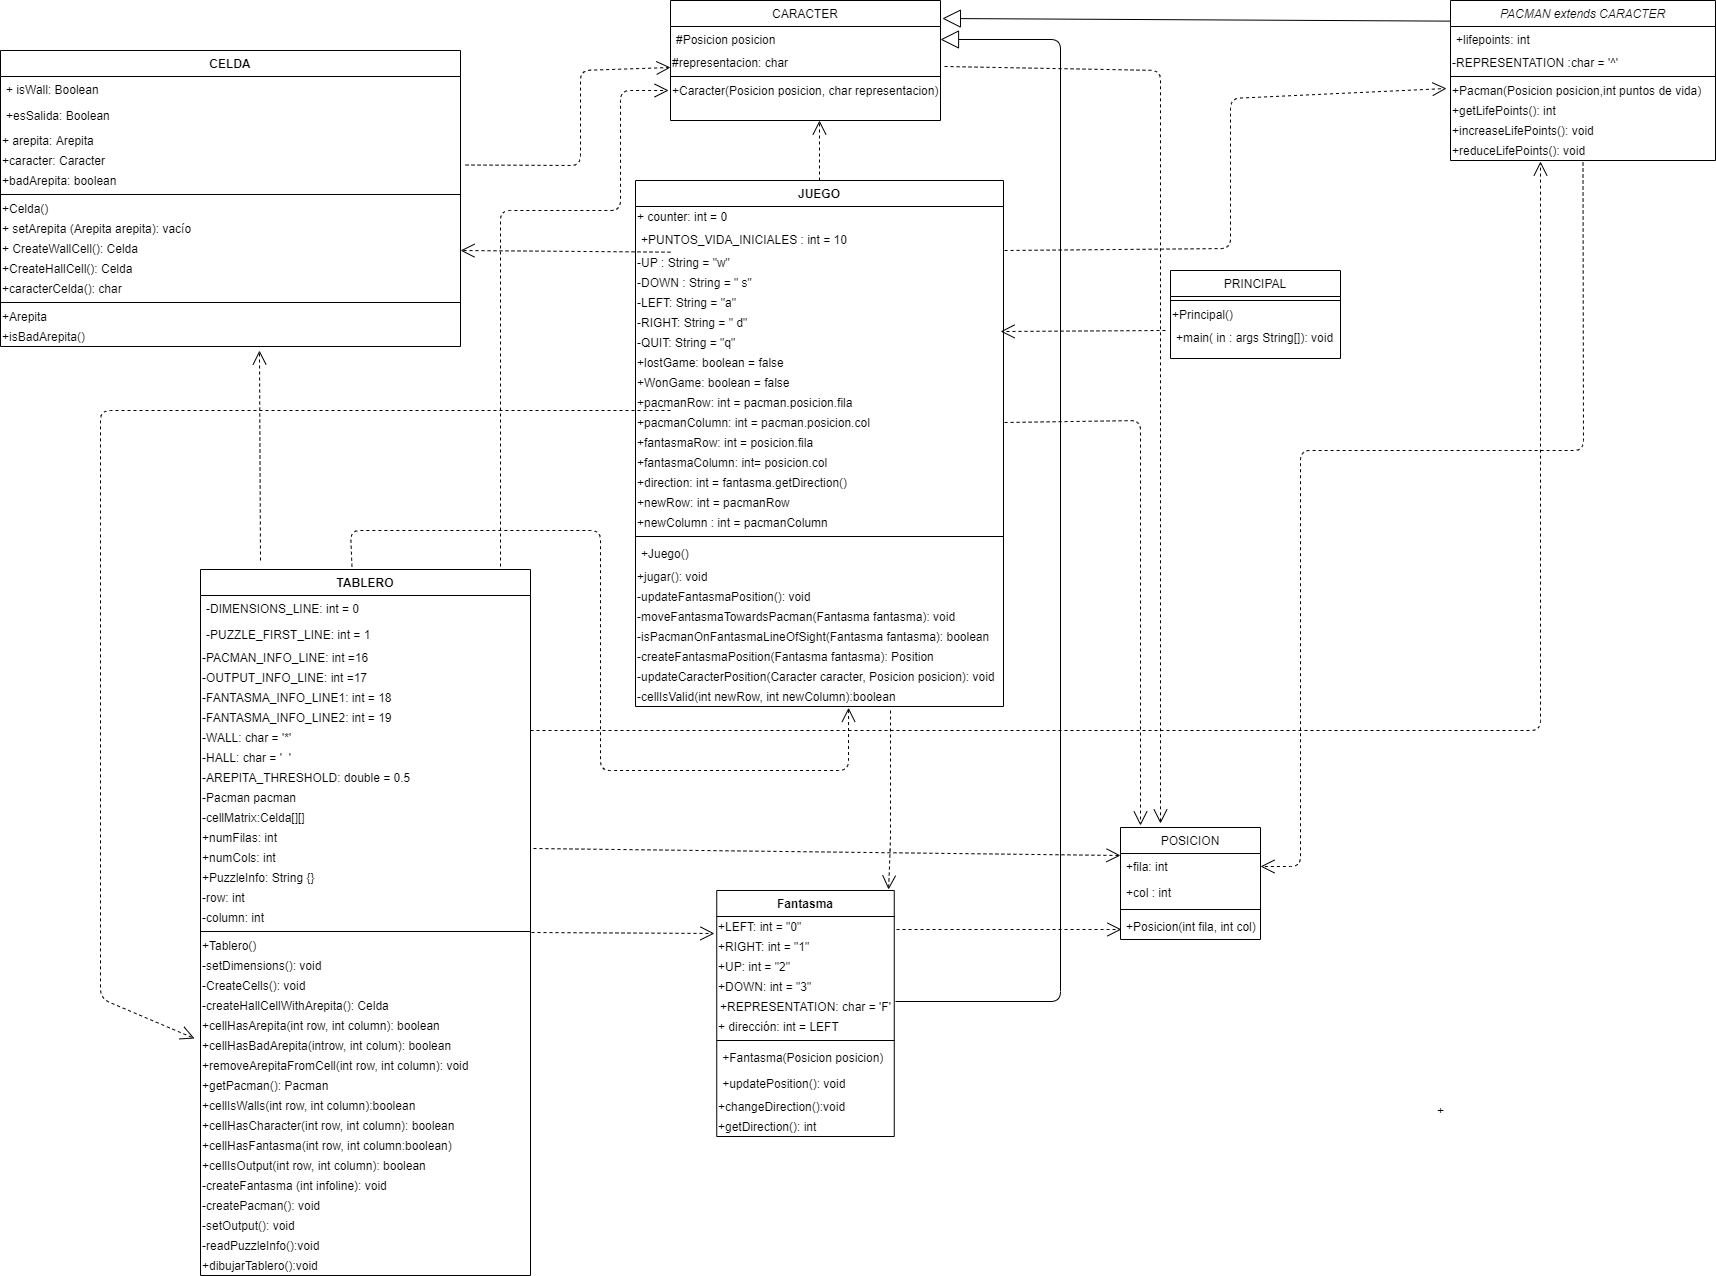 CARACTER
#Posicion posicion
#representacion: char
+Caracter(Posicion posicion, char representacion)
PACMAN extends CARACTER
+lifepoints: int
-REPRESENTATION :char = '^'
+Pacman(Posicion posicion,int puntos de vida)
+getLifePoints(): int
+increaseLifePoints(): void
+reduceLifePoints(): void
CELDA
+ isWall: Boolean
+esSalida: Boolean
+ arepita: Arepita
+caracter: Caracter
+badArepita: boolean
+Celda()
+ setArepita (Arepita arepita): vacío
+ CreateWallCell(): Celda
+CreateHallCell(): Celda
+caracterCelda(): char
+Arepita
+isBadArepita()
JUEGO
+ counter: int = 0
+PUNTOS_VIDA_INICIALES : int = 10
-UP : String = "w"
-DOWN : String = " s"
-LEFT: String = "a"
-RIGHT: String = " d"
-QUIT: String = "q"
+lostGame: boolean = false
+WonGame: boolean = false
+pacmanRow: int = pacman.posicion.fila
+pacmanColumn: int = pacman.posicion.col
+fantasmaRow: int = posicion.fila
+fantasmaColumn: int= posicion.col
+direction: int = fantasma.getDirection()
+newRow: int = pacmanRow
+newColumn : int = pacmanColumn
+Juego()
+jugar(): void
-updateFantasmaPosition(): void
-moveFantasmaTowardsPacman(Fantasma fantasma): void
-isPacmanOnFantasmaLineOfSight(Fantasma fantasma): boolean
-createFantasmaPosition(Fantasma fantasma): Position
-updateCaracterPosition(Caracter caracter, Posicion posicion): void
-cellIsValid(int newRow, int newColumn):boolean
PRINCIPAL
+Principal()
+main( in : args String[]): void
TABLERO
-DIMENSIONS_LINE: int = 0
-PUZZLE_FIRST_LINE: int = 1
-PACMAN_INFO_LINE: int =16
-OUTPUT_INFO_LINE: int =17
-FANTASMA_INFO_LINE1: int = 18
-FANTASMA_INFO_LINE2: int = 19
-WALL: char = '*'
-HALL: char = '  '
-AREPITA_THRESHOLD: double = 0.5
-Pacman pacman
-cellMatrix:Celda[][]
+numFilas: int
+numCols: int
+PuzzleInfo: String {}
-row: int
-column: int
+Tablero()
-setDimensions(): void
-CreateCells(): void
-createHallCellWithArepita(): Celda
+cellHasArepita(int row, int column): boolean
+cellHasBadArepita(introw, int colum): boolean
+removeArepitaFromCell(int row, int column): void
+getPacman(): Pacman
+cellIsWalls(int row, int column):boolean
+cellHasCharacter(int row, int column): boolean
+cellHasFantasma(int row, int column:boolean)
+cellIsOutput(int row, int column): boolean
-createFantasma (int infoline): void
-createPacman(): void
-setOutput(): void
-readPuzzleInfo():void
+dibujarTablero():void
Fantasma
+LEFT: int = "0"
+RIGHT: int = "1"
+UP: int = "2"
+DOWN: int = "3"
+REPRESENTATION: char = 'F'
+ dirección: int = LEFT
+Fantasma(Posicion posicion)
+updatePosition(): void
+changeDirection():void
+getDirection(): int
POSICION
+fila: int
+col : int
+Posicion(int fila, int col)
+